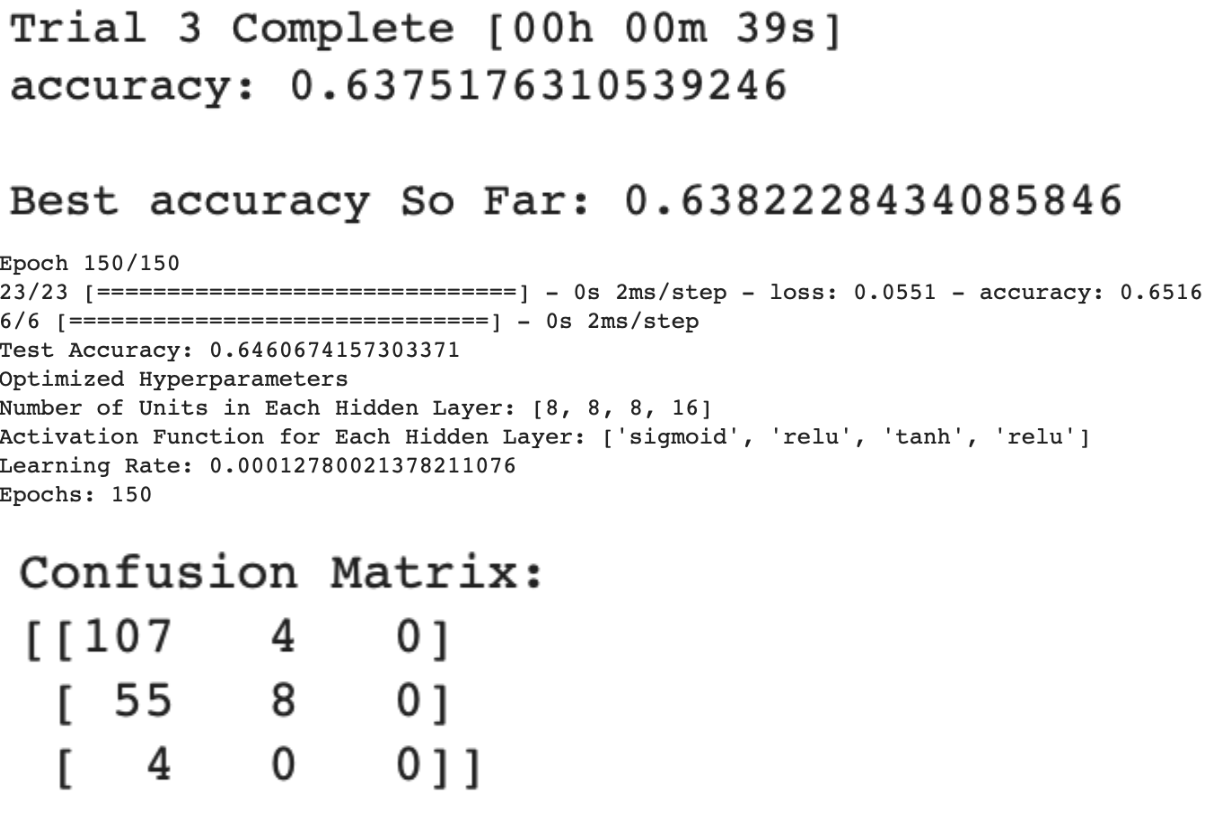 Trial 3 Complete [00h 00m 39s]
accuracy: 0.6375176310539246
Best accuracy So Far: 0.6382228434085846
Epoch 150/150
23/23 [==============================] - 0s 2ms/step - loss: 0.0551 - accuracy: 0.6516
6/6 [==============================] - 0s 2ms/step
Test Accuracy: 0.6460674157303371
Optimized Hyperparameters
Number of Units in Each Hidden Layer: [8, 8, 8, 16]
Activation Function for Each Hidden Layer: ['sigmoid', 'relu', 'tanh', 'relu']
Learning Rate: 0.00012780021378211076
Epochs: 150
Confusion Matrix:
[[107   4   0]
 [ 55   8   0]
 [  4   0   0]]